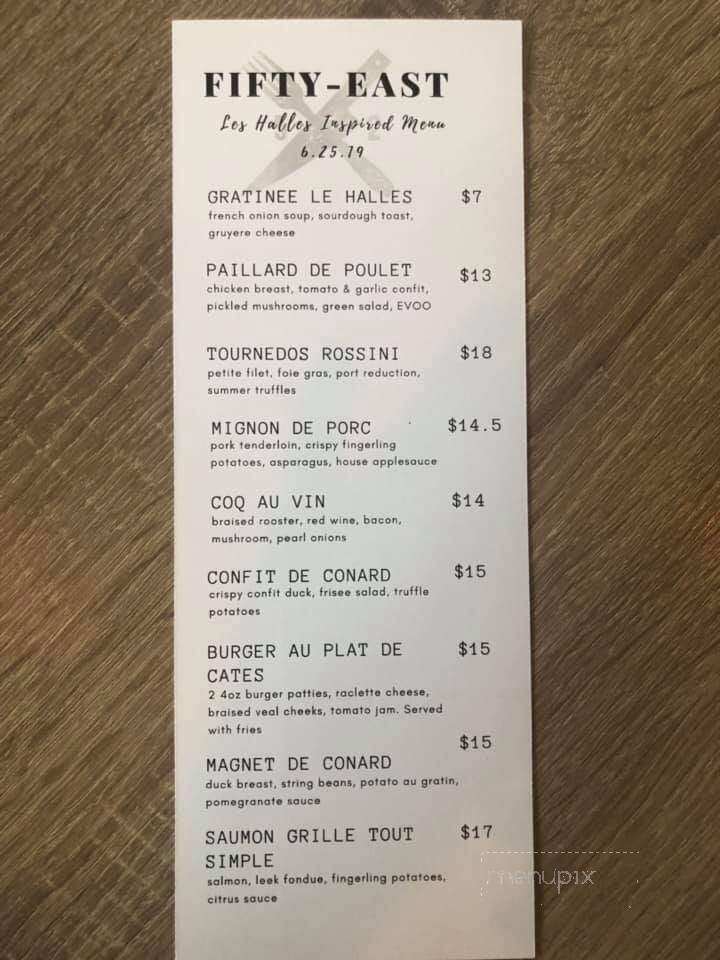 FIFTY-EAST
Les Halles Inspired Menu
6.25.19
GRATINEE LE HALLES $7
french onion soup, sourdough toast,
gruyere cheese
PAILLARD DE POULET $13
chicken breast, tomato & garlic confit,
pickled mushrooms, green salad, EVOO
TOURNEDOS ROSSINI $18
petite filet, foie gras, port reduction,
summer truffles
MIGNON DE PORC $14.5
pork tenderloin, crispy fingerling
potatoes, asparagus, house applesauce
COQ AU VIN $14
braised rooster, red wine, bacon,
mushroom, pearl onions
CONFIT DE CONARD $15
crispy confit duck, frisee salad, truffle
potatoes
BURGER AU PLAT DE $15
CATES
2 4oz burger patties, raclette cheese,
braised veal cheeks, tomato jam. Served
with fries
MAGNET DE CONARD $15
duck breast, string beans, potato au gratin,
pomegranate sauce
SAUMON GRILLE TOUT $17
SIMPLE
salmon, leek fondue, fingerling potatoes,
citrus sauce
menupix